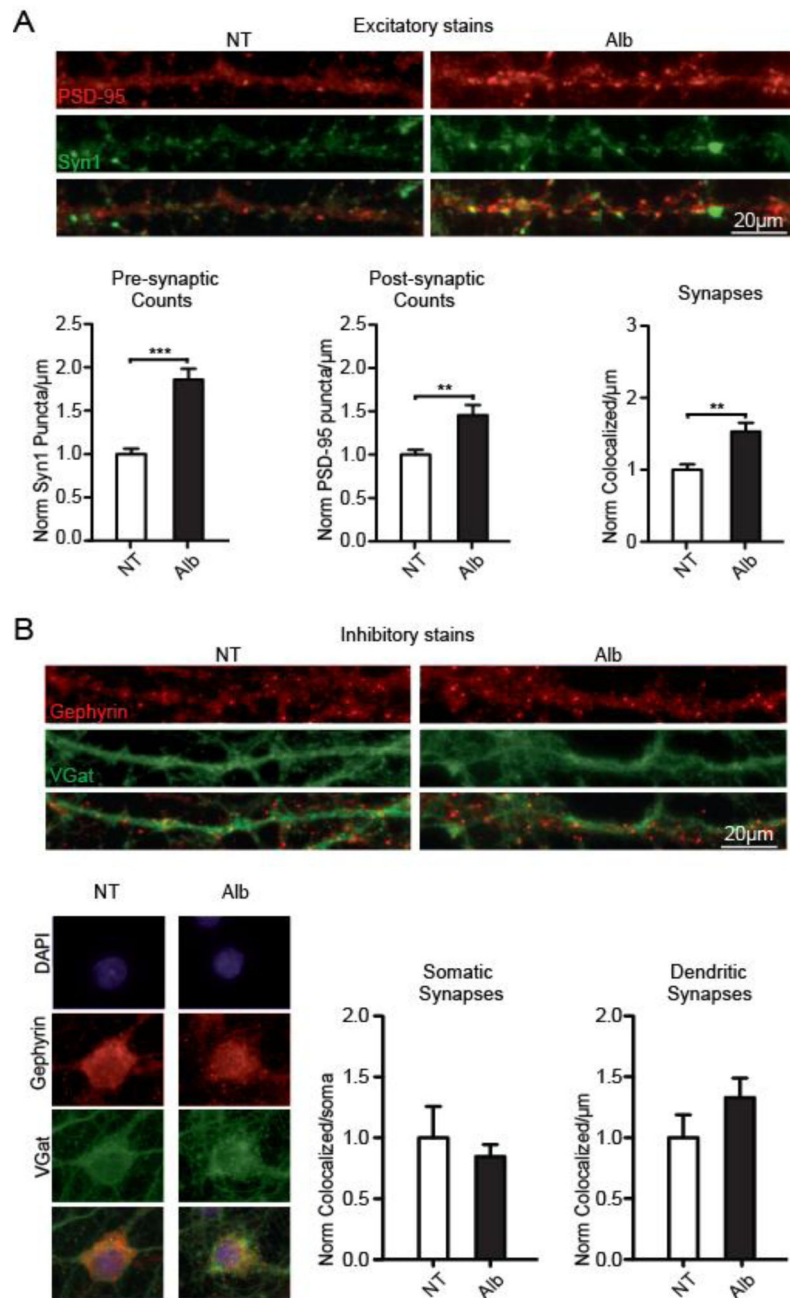 A
Excitatory stains
NT
Alb
PSD-95
Syn1
20μm
Pre-synaptic
Counts
Norm Syn1 Puncta/μm
2.5
2.0
1.5
1.0
0.5
0.0
***
NT
Alb
Post-synaptic
Counts
Norm PSD-95 puncta/μm
2.5
2.0
1.5
1.0
0.5
0.0
**
NT
Alb
Synapses
Norm Colocalized/μm
3
2
1
0
**
NT
Alb
B
Inhibitory stains
NT
Alb
Gephyrin
VGat
20μm
NT
Alb
DAPI
Gephyrin
VGat
Somatic
Synapses
Norm Colocalized/soma
2.0
1.5
1.0
0.5
0.0
NT
Alb
Dendritic
Synapses
Norm Colocalized/μm
2.0
1.5
1.0
0.5
0.0
NT
Alb